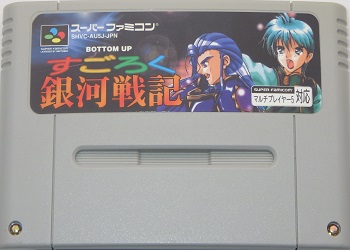 スーパーファミコン
SHVC-AU5J-JPN
BOTTOM UP
すごろく
銀河戦記
SUPER FAMICOM
マルチプレイヤー5 対応